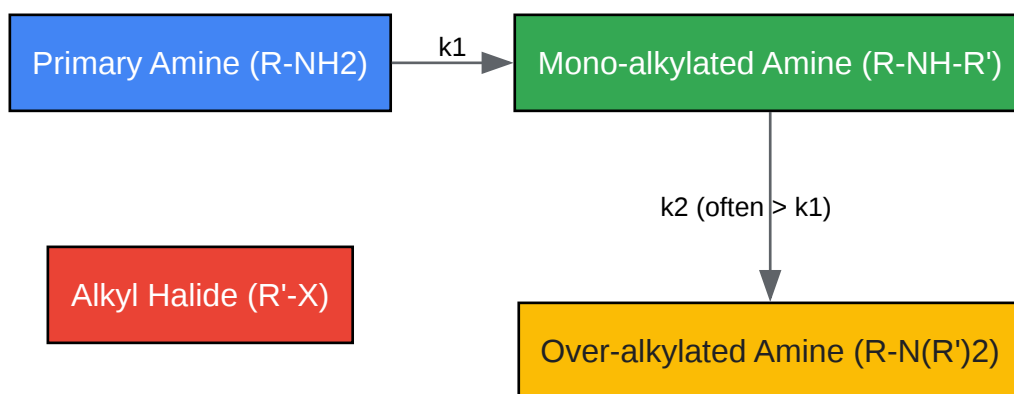 Primary Amine (R-NH2)
k1
Mono-alkylated Amine (R-NH-R')
k2 (often > k1)
Alkyl Halide (R'-X)
Over-alkylated Amine (R-N(R')2)